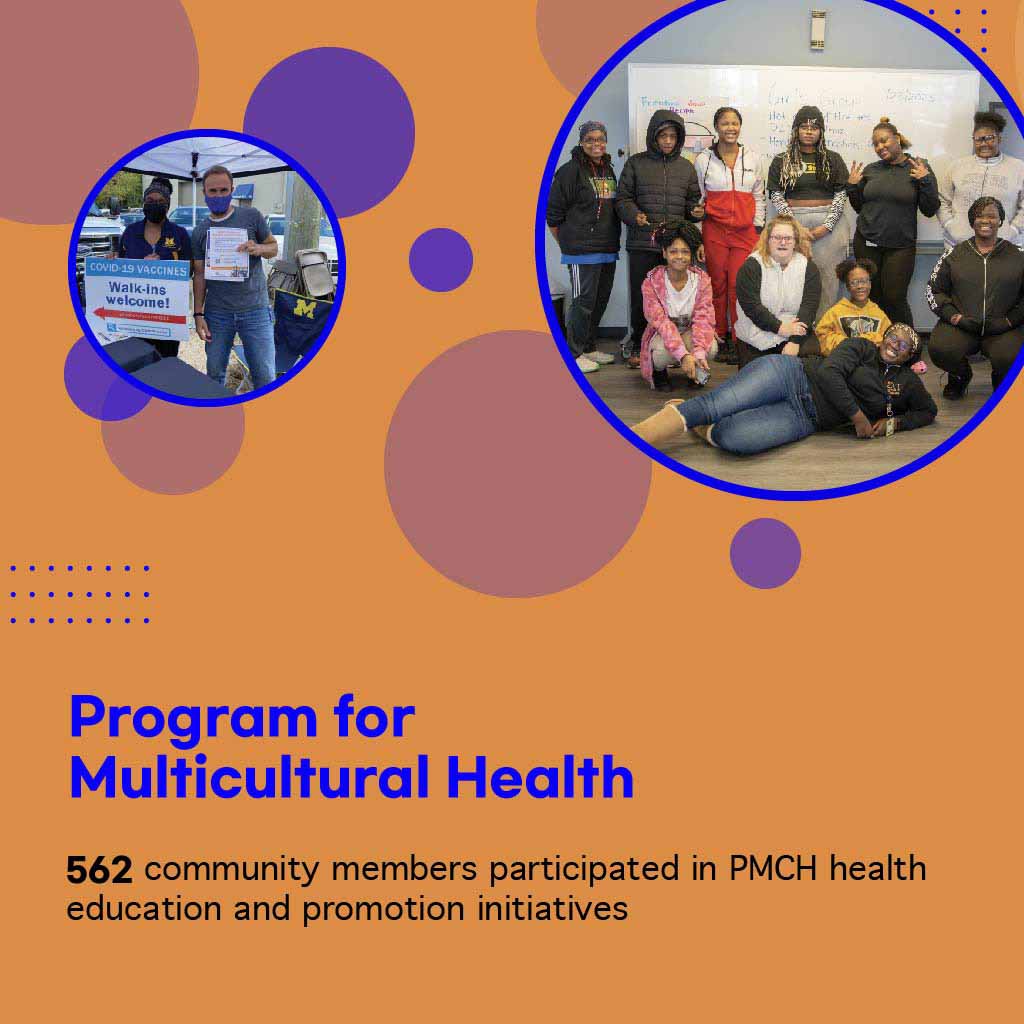 COVID-19 VACCINES
Walk-ins
welcome!
Program for
Multicultural Health
562 community members participated in PMCH health
education and promotion initiatives